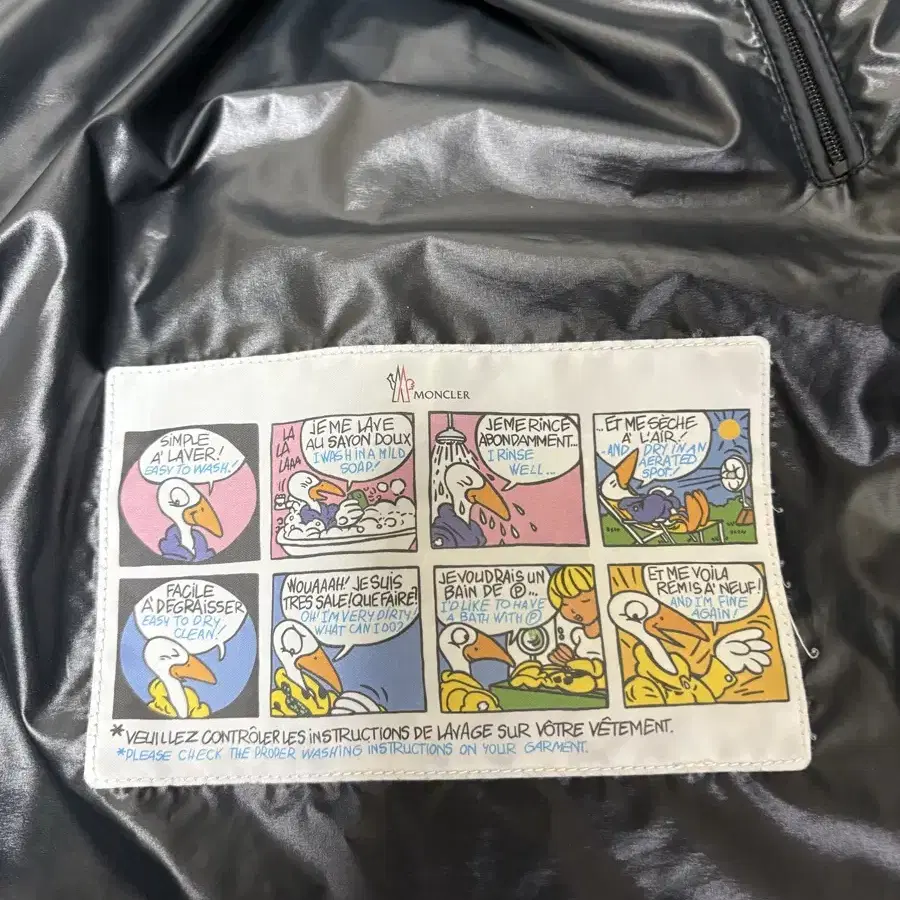 MONCLER
SIMPLE
A' LAVER!
EASY TO WASH!
LA
LA
LAAA
JE ME LAVE
AU SAVON DOUX
I WASH IN A MILD
SOAP!
JE ME RINCE
ABONDAMMENT...
I RINSE
WELL...
..ET ME SÈCHE
A' L'AIR!
-AND DRY IN AN
AERATED
SPOT!
FACILE
A' DEGRAISSER
EASY TO DRY
CLEAN!
WOUAAAH! JE SUIS
TRES SALE! QUE FAIRE!
OH! I'M VERY DIRTY!
WHAT CAN I DO?
JE VOUDRAIS UN
BAIN DE Ⓟ...
I'D LIKE TO HAVE
A BATH WITH Ⓟ
ET ME VOILA
REMIS A' NEUF!
AND I'M FINE
AGAIN!
*VEUILLEZ CONTRÔLER LES INSTRUCTIONS DE LAVAGE SUR VÔTRE VÊTEMENT.
*PLEASE CHECK THE PROPER WASHING INSTRUCTIONS ON YOUR GARMENT.